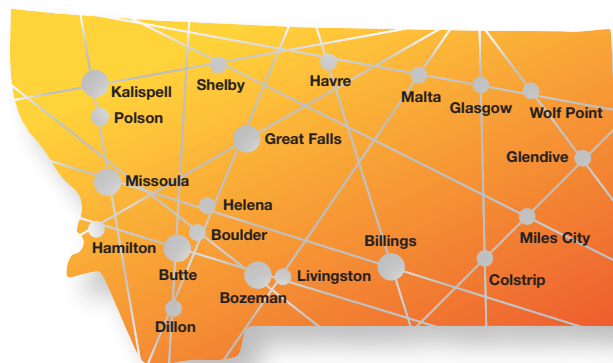 Kalispell
Shelby
Havre
Malta
Glasgow
Wolf Point
Polson
Great Falls
Glendive
Missoula
Helena
Hamilton
Boulder
Billings
Miles City
Butte
Bozeman
Livingston
Colstrip
Dillon